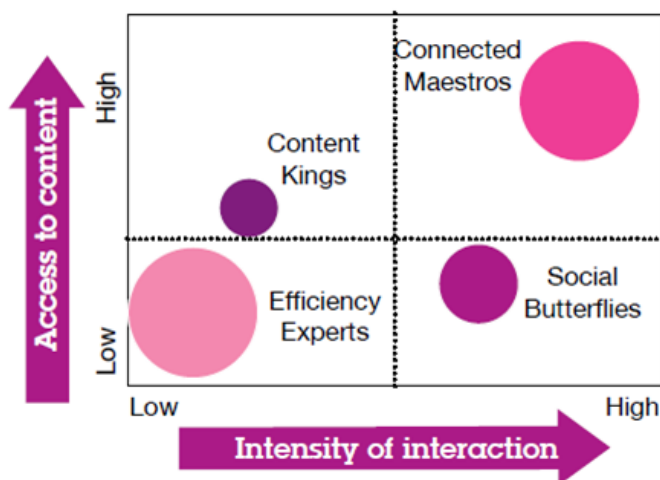 Access to content
High
Low
Connected
Maestros
Content
Kings
Efficiency
Experts
Social
Butterflies
Low
High
Intensity of interaction